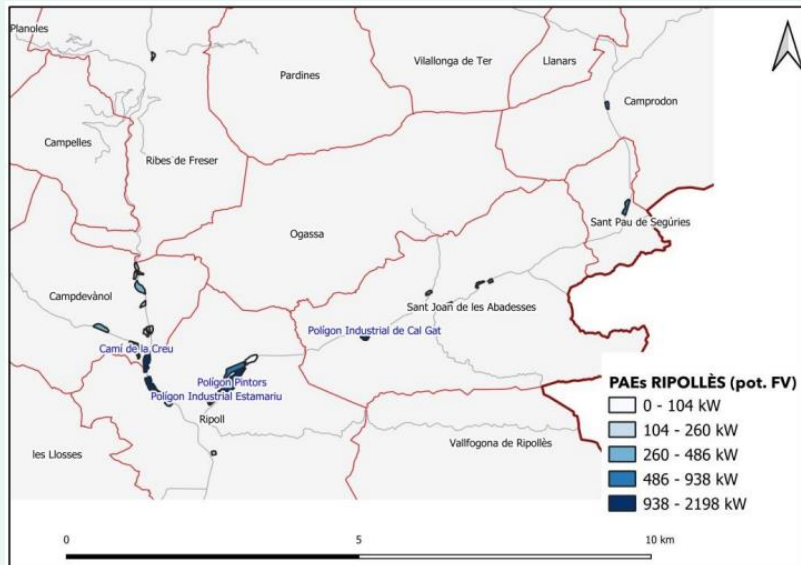 Planoles
Vilallonga de Ter
Llanars
Pardines
Camprodon
Campelles
Ribes de Freser
Sant Pau de Segúries
Ogassa
Campdevànol
Sant Joan de les Abadesses
Polígon Industrial de Cal Gat
Camí de la Creu
Polígon Pintors
Polígon Industrial Estamariu
Ripoll
Vallfogona de Ripollès
les Llosses
PAEs RIPOLLÈS (pot. FV)
0 - 104 kW
104 - 260 kW
260 - 486 kW
486 - 938 kW
938 - 2198 kW
0 5 10 km